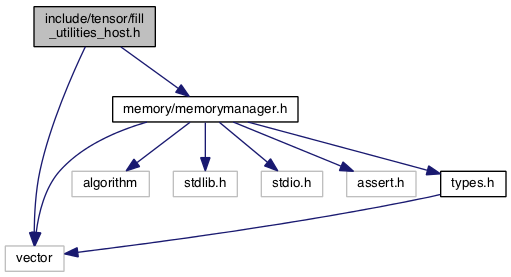 include/tensor/fill
_utilities_host.h
memory/memorymanager.h
algorithm
stdlib.h
stdio.h
assert.h
types.h
vector